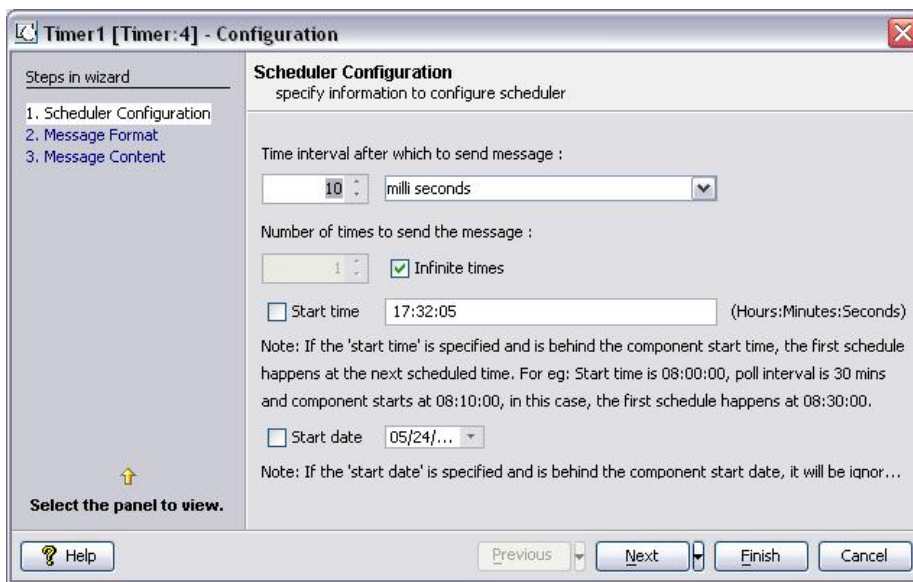 Timer1 [Timer:4] - Configuration
Steps in wizard
1. Scheduler Configuration
2. Message Format
3. Message Content
Select the panel to view.
Scheduler Configuration
specify information to configure scheduler
Time interval after which to send message :
10 milli seconds
Number of times to send the message :
1 Infinite times
Start time 17:32:05 (Hours:Minutes:Seconds)
Note: If the 'start time' is specified and is behind the component start time, the first schedule
happens at the next scheduled time. For eg: Start time is 08:00:00, poll interval is 30 mins
and component starts at 08:10:00, in this case, the first schedule happens at 08:30:00.
Start date 05/24/...
Note: If the 'start date' is specified and is behind the component start date, it will be ignor...
Help Previous Next Finish Cancel